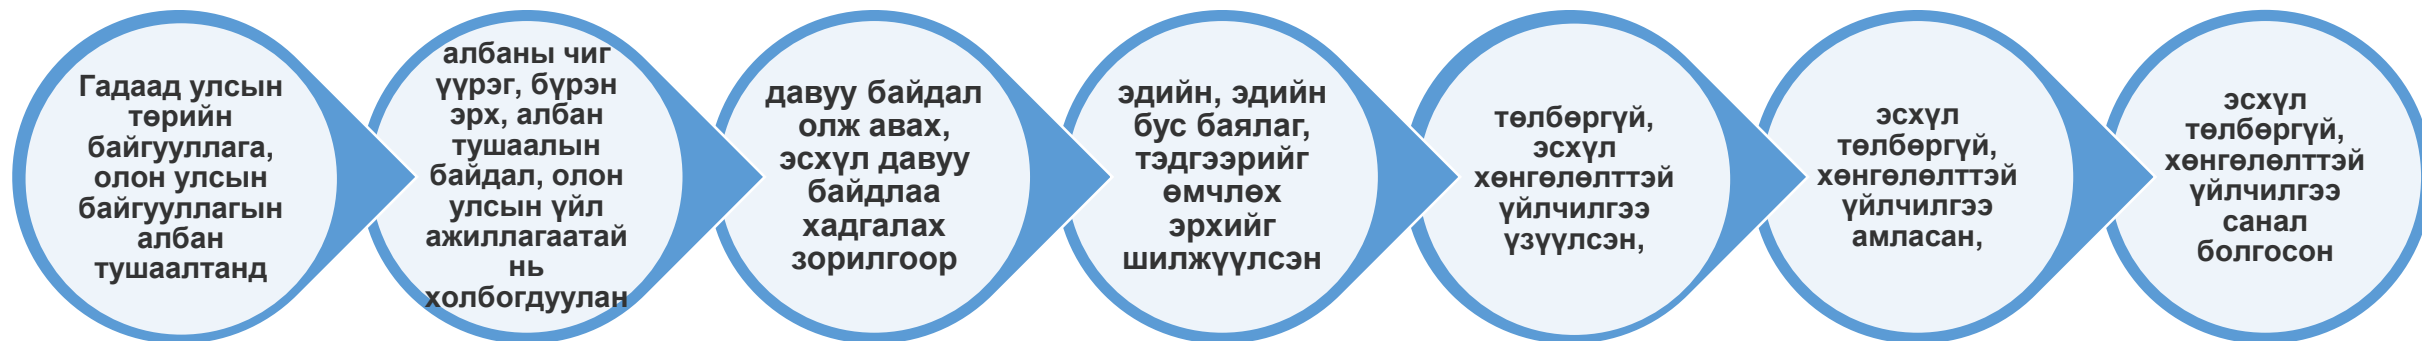 Гадаад улсын
төрийн
байгууллага,
олон улсын
байгууллагын
албан
тушаалтанд
албаны чиг
үүрэг, бүрэн
эрх, албан
тушаалын
байдал, олон
улсын үйл
ажиллагаатай
нь
холбогдуулан
давуу байдал
олж авах,
эсхүл давуу
байдлаа
хадгалах
зорилгоор
эдийн, эдийн
бус баялаг,
тэдгээрийг
өмчлөх
эрхийг
шилжүүлсэн
төлбөргүй,
эсхүл
хөнгөлөлттэй
үйлчилгээ
үзүүлсэн,
эсхүл
төлбөргүй,
хөнгөлөлттэй
үйлчилгээ
амласан,
эсхүл
төлбөргүй,
хөнгөлөлттэй
үйлчилгээ
санал
болгосон